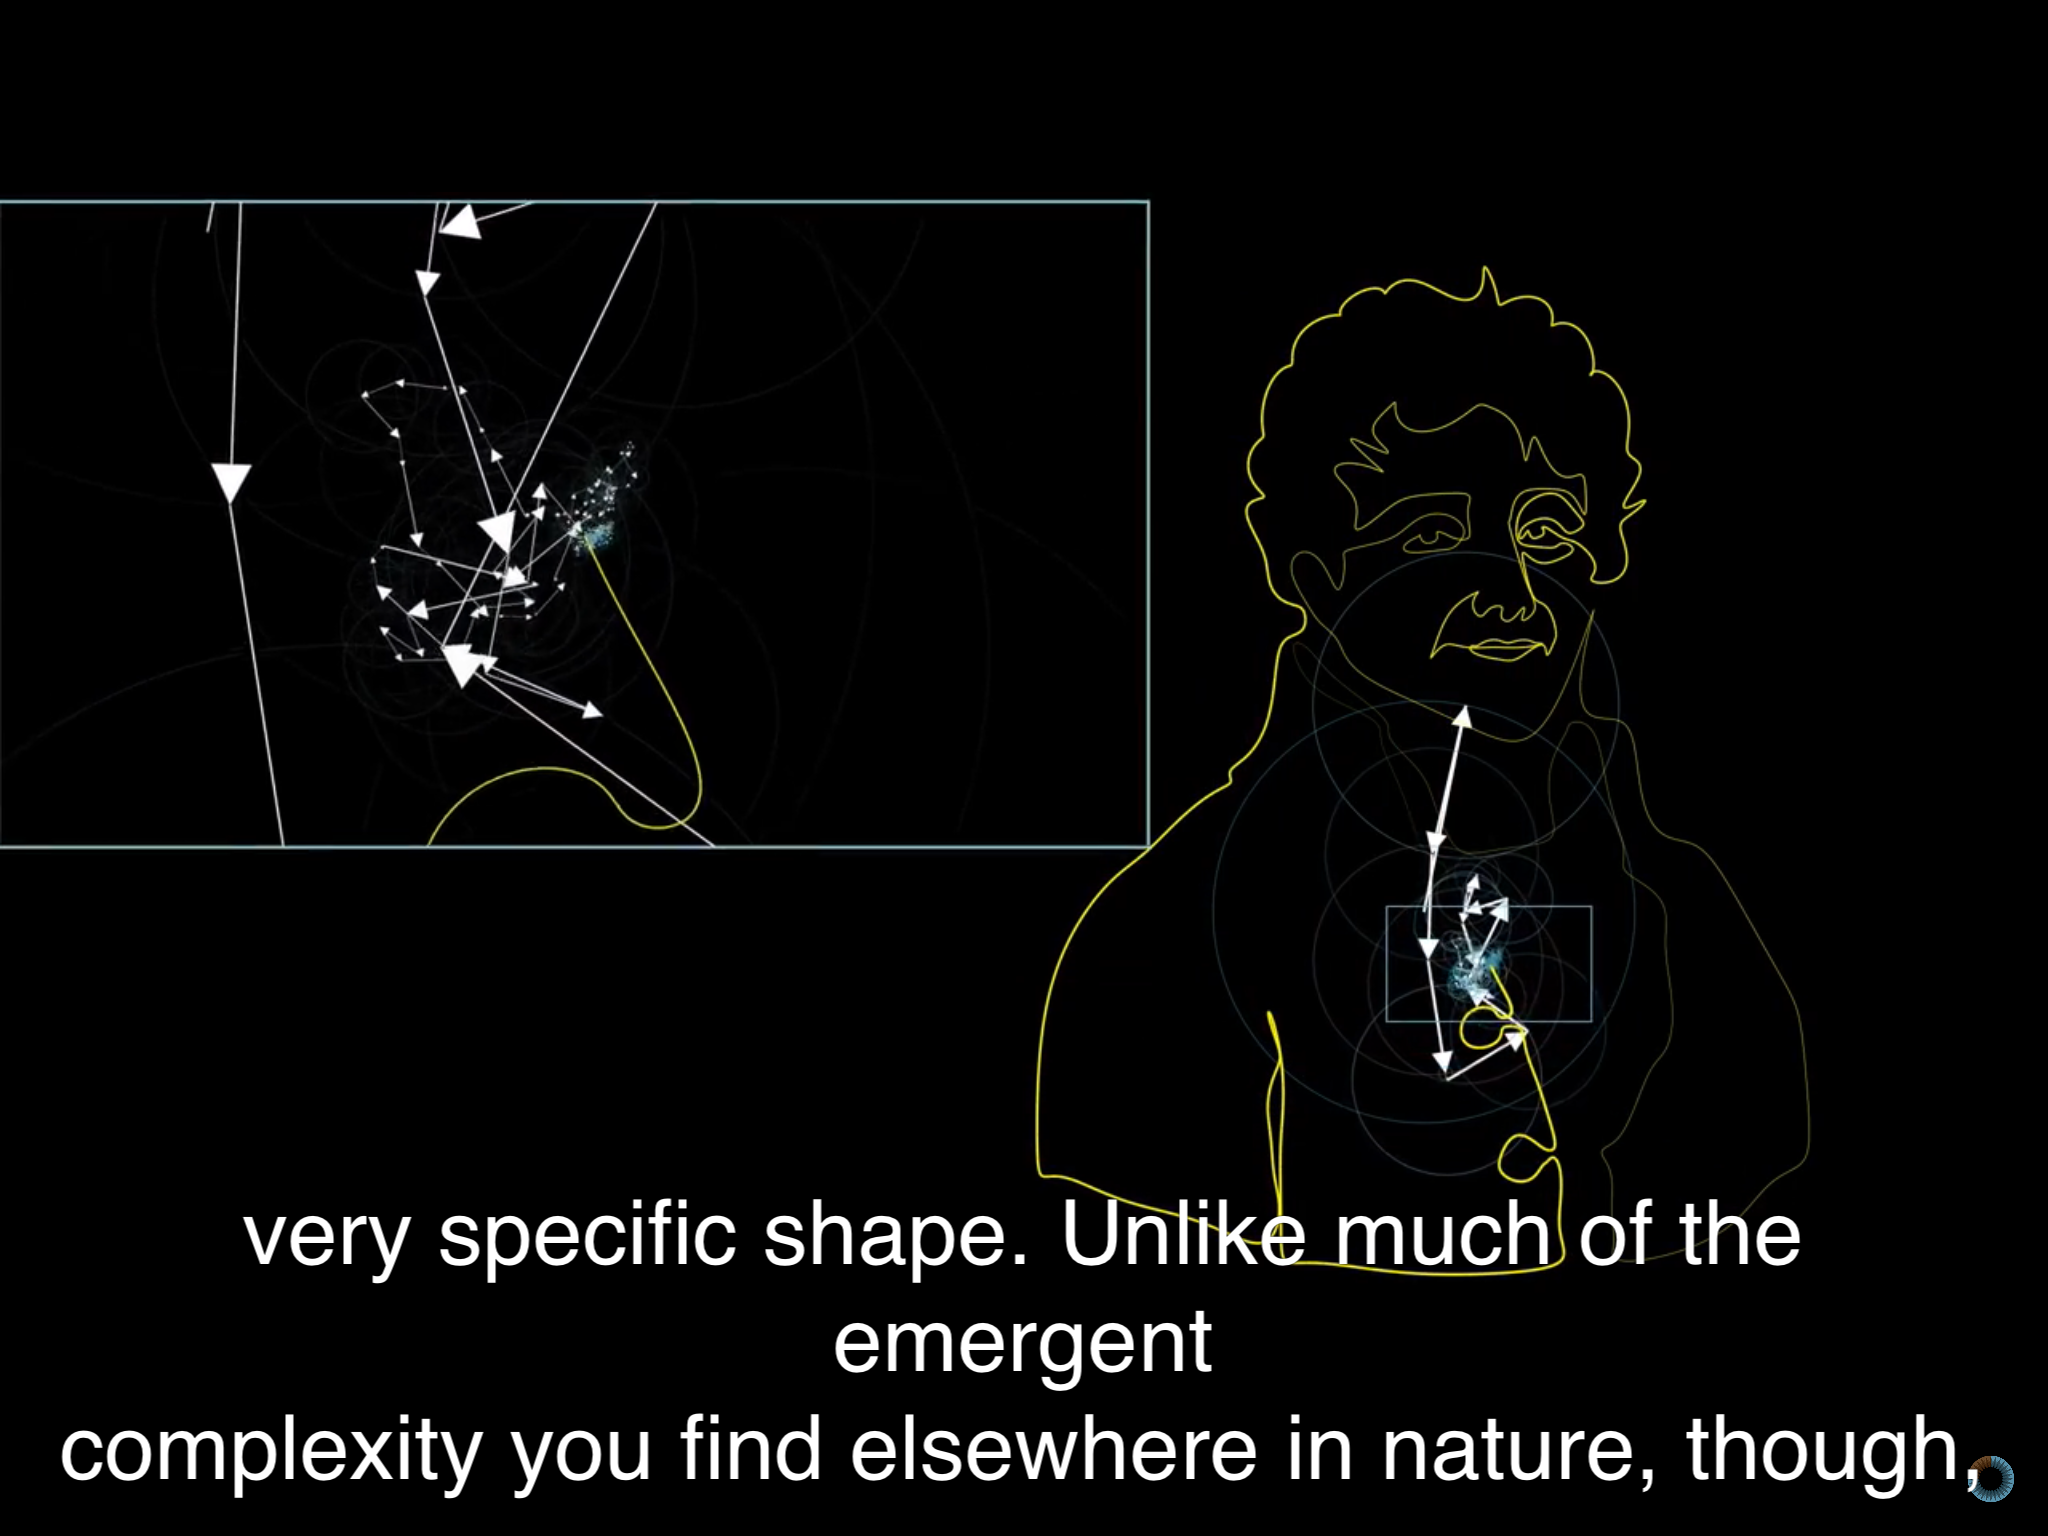 very specific shape. Unlike much of the
emergent
complexity you find elsewhere in nature, though,